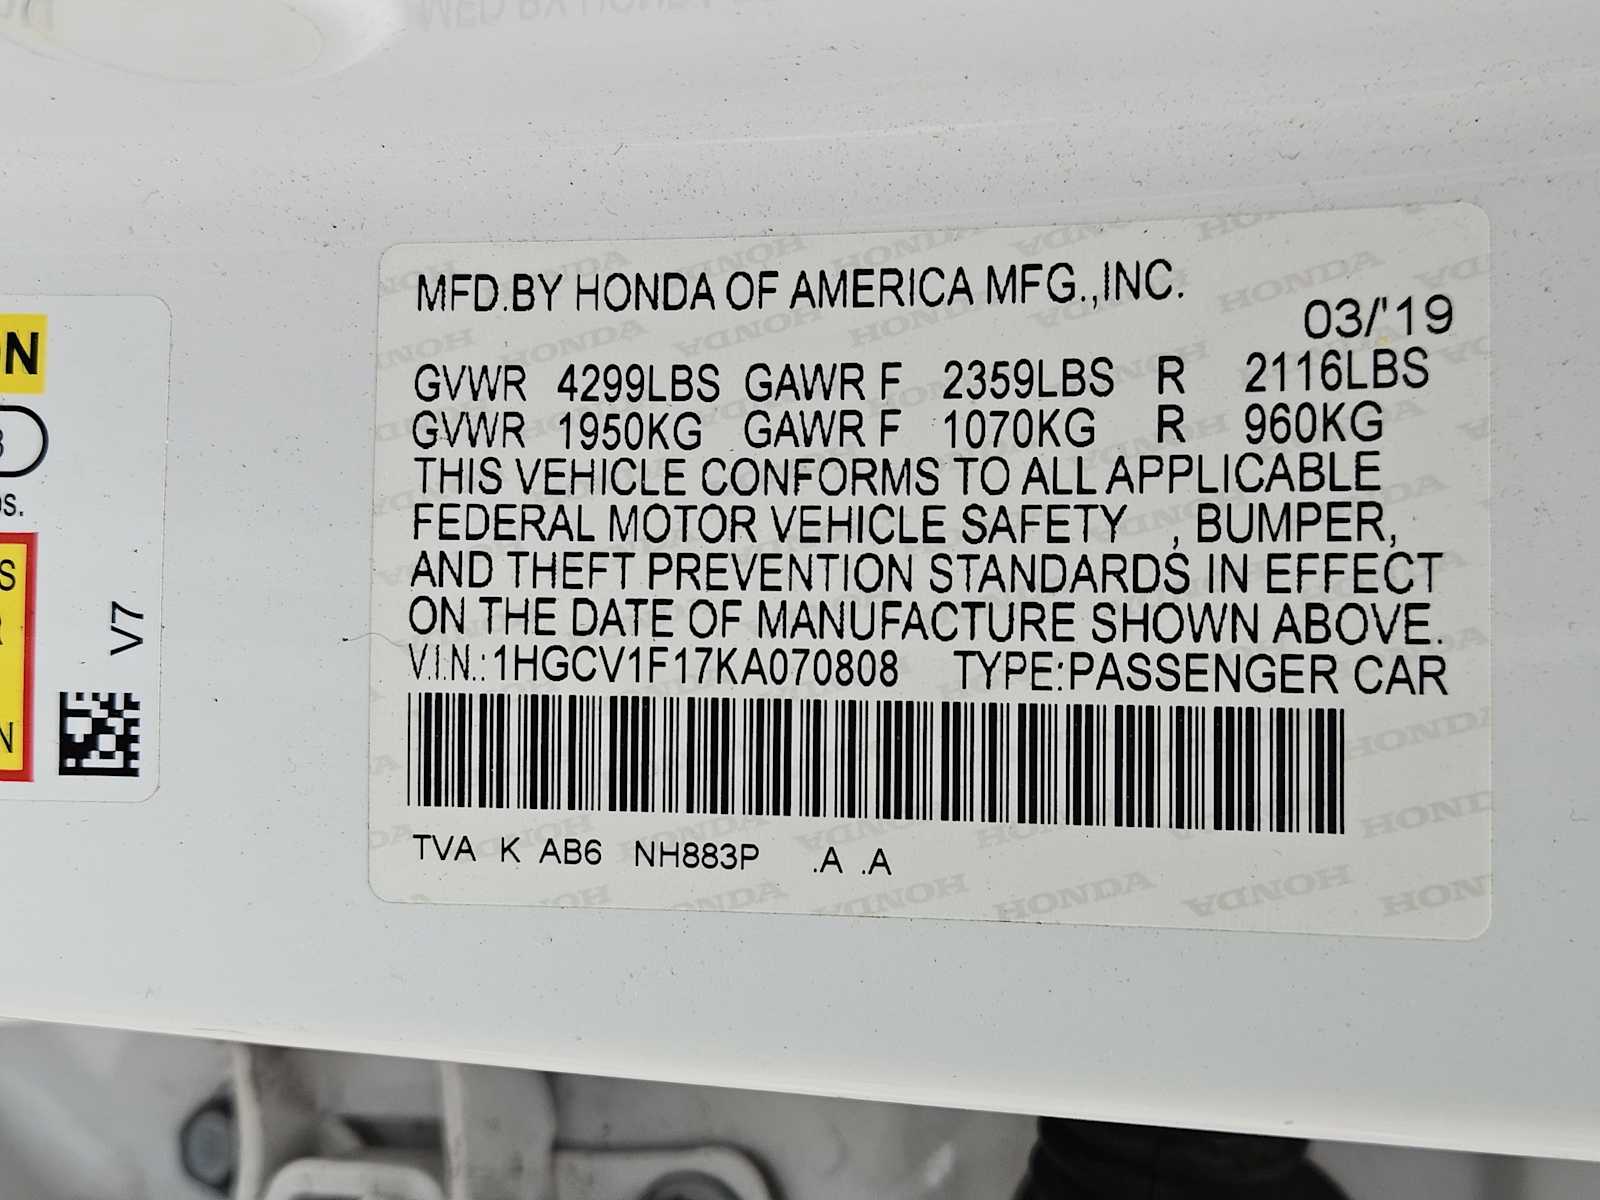 MFD.BY HONDA OF AMERICA MFG.,INC.
03/'19
GVWR 4299LBS GAWR F 2359LBS R 2116LBS
GVWR 1950KG GAWR F 1070KG R 960KG
THIS VEHICLE CONFORMS TO ALL APPLICABLE
FEDERAL MOTOR VEHICLE SAFETY , BUMPER,
AND THEFT PREVENTION STANDARDS IN EFFECT
ON THE DATE OF MANUFACTURE SHOWN ABOVE.
V.I.N.: 1HGCV1F17KA070808 TYPE:PASSENGER CAR
TVA K AB6 NH883P .A .A
V7